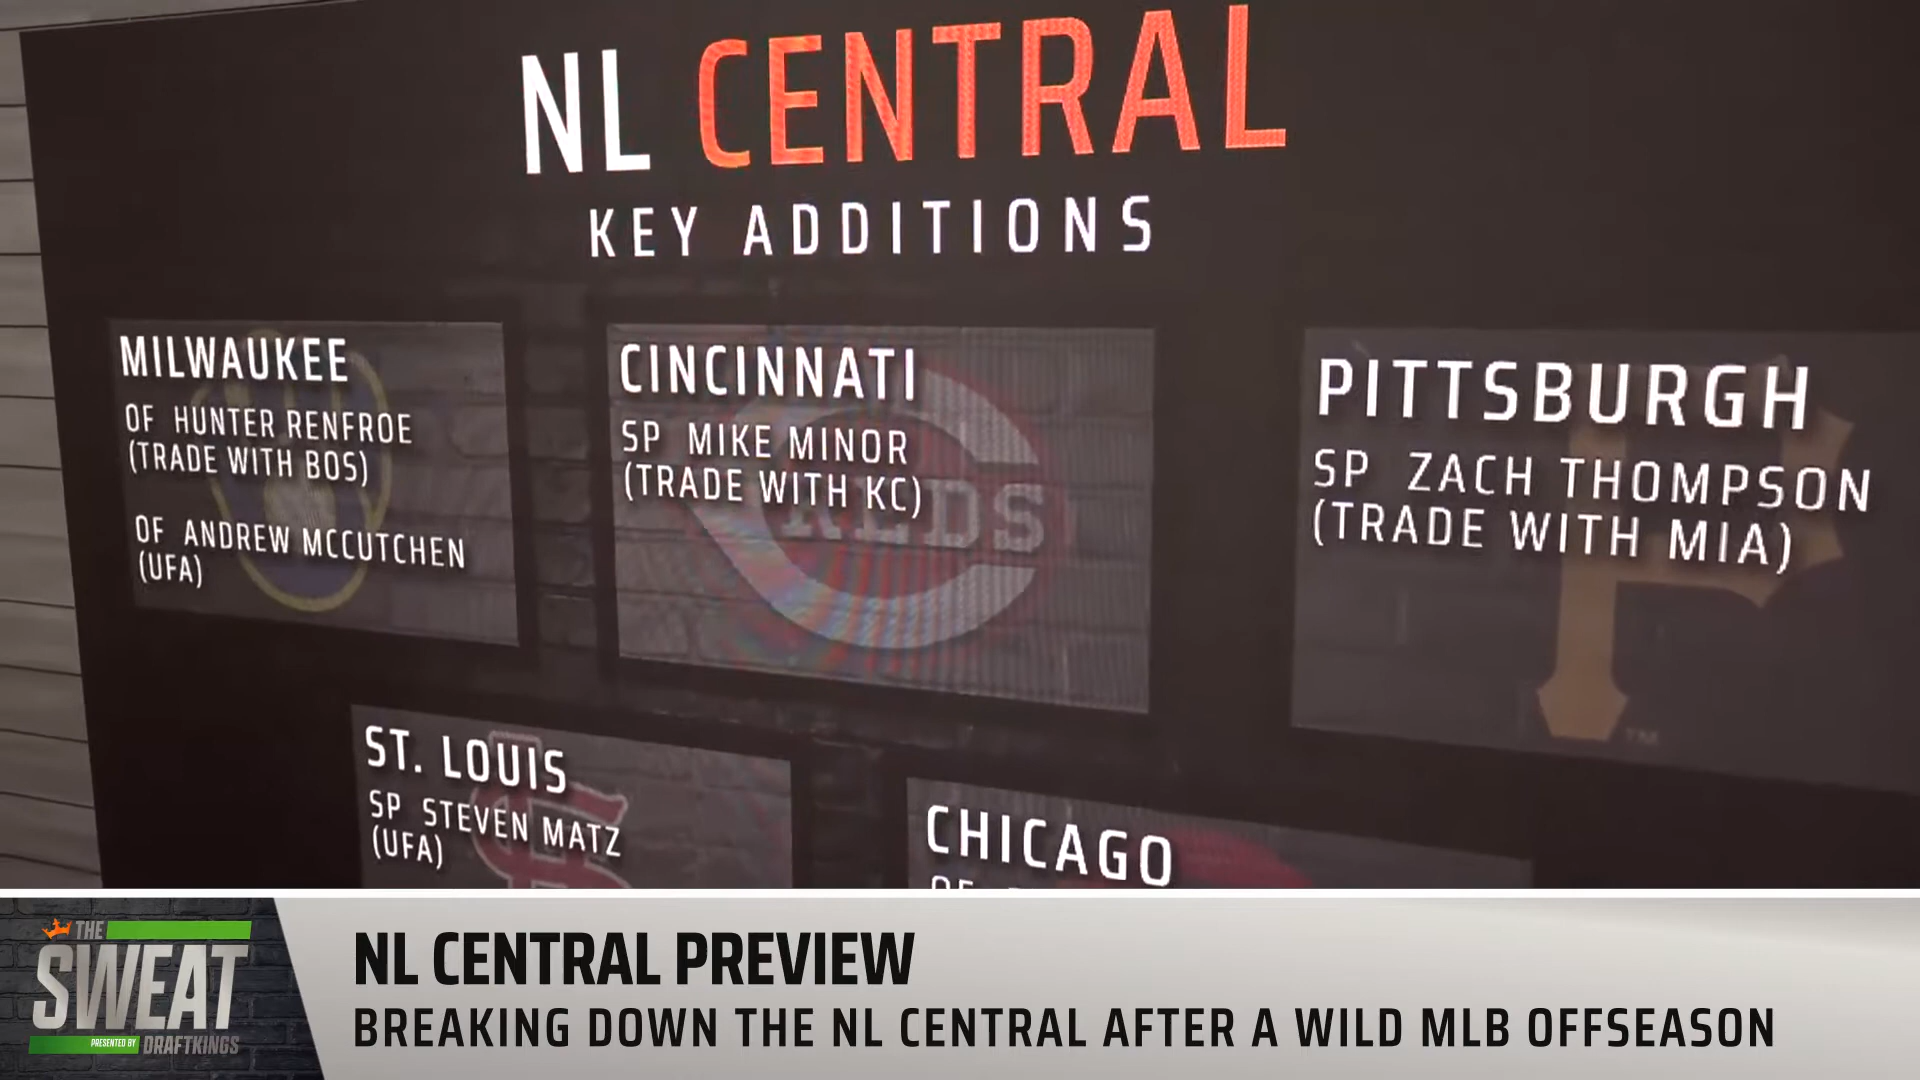 NL CENTRAL
KEY ADDITIONS
MILWAUKEE
OF HUNTER RENFROE
(TRADE WITH BOS)
OF ANDREW MCCUTCHEN
(UFA)
CINCINNATI
SP MIKE MINOR
(TRADE WITH KC)
REDS
PITTSBURGH
SP ZACH THOMPSON
(TRADE WITH MIA)
TM
ST. LOUIS
SP STEVEN MATZ
(UFA)
CHICAGO
THE
SWEAT
PRESENTED BY DRAFTKINGS
NL CENTRAL PREVIEW
BREAKING DOWN THE NL CENTRAL AFTER A WILD MLB OFFSEASON